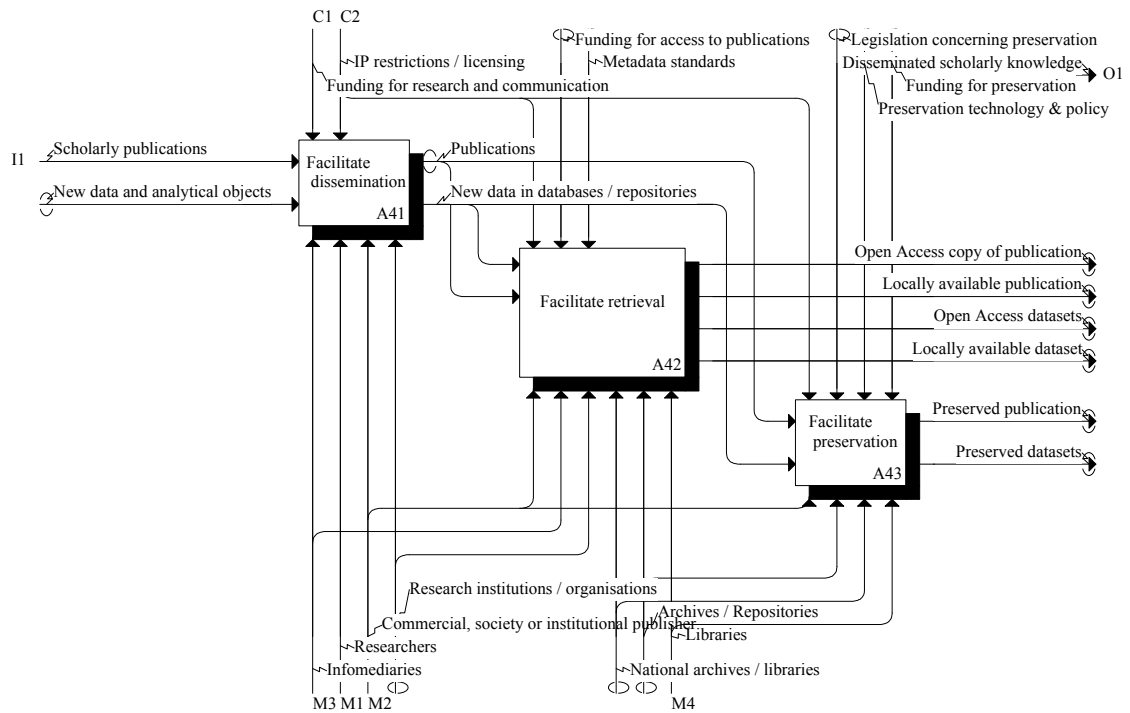 C1 C2
IP restrictions / licensing
Funding for research and communication
Funding for access to publications
Metadata standards
Legislation concerning preservation
Disseminated scholarly knowledge
O1
Funding for preservation
Preservation technology & policy
I1
Scholarly publications
New data and analytical objects
Facilitate
dissemination
A41
Publications
New data in databases / repositories
Facilitate retrieval
A42
Open Access copy of publication
Locally available publication
Open Access datasets
Locally available dataset
Facilitate
preservation
A43
Preserved publication
Preserved datasets
Research institutions / organisations
Commercial, society or institutional publisher
Researchers
Infomediaries
Archives / Repositories
Libraries
National archives / libraries
M3 M1 M2
M4